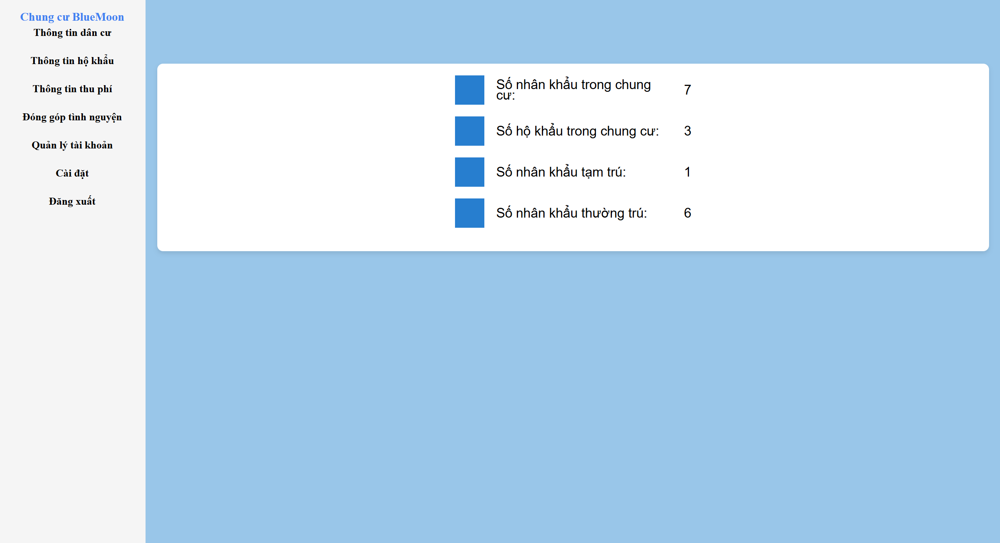 Chung cư BlueMoon
Thông tin dân cư
Thông tin hộ khẩu
Thông tin thu phí
Đóng góp tình nguyện
Quản lý tài khoản
Cài đặt
Đăng xuất
Số nhân khẩu trong chung
cư:
7
Số hộ khẩu trong chung cư: 3
Số nhân khẩu tạm trú: 1
Số nhân khẩu thường trú: 6